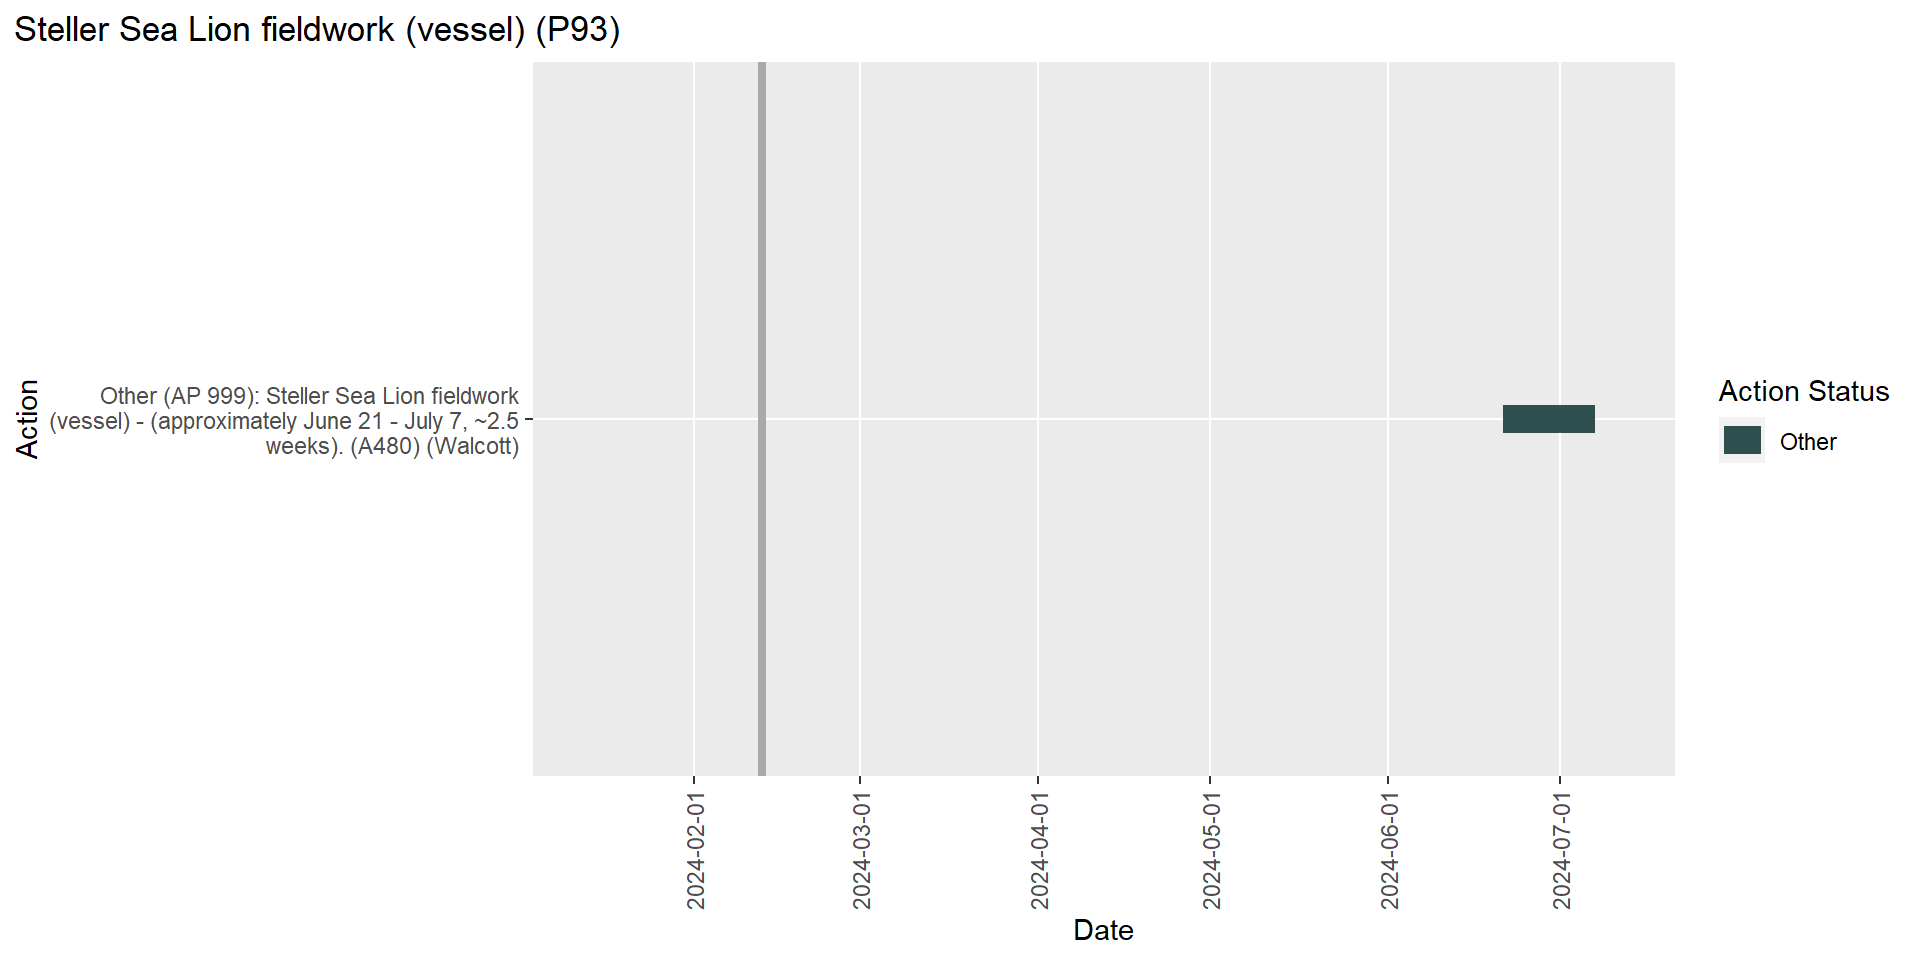 Steller Sea Lion fieldwork (vessel) (P93)
Action
Other (AP 999): Steller Sea Lion fieldwork
(vessel) - (approximately June 21 - July 7, ~2.5
weeks). (A480) (Walcott)
Action Status
Other
2024-02-01
2024-03-01
2024-04-01
2024-05-01
2024-06-01
2024-07-01
Date